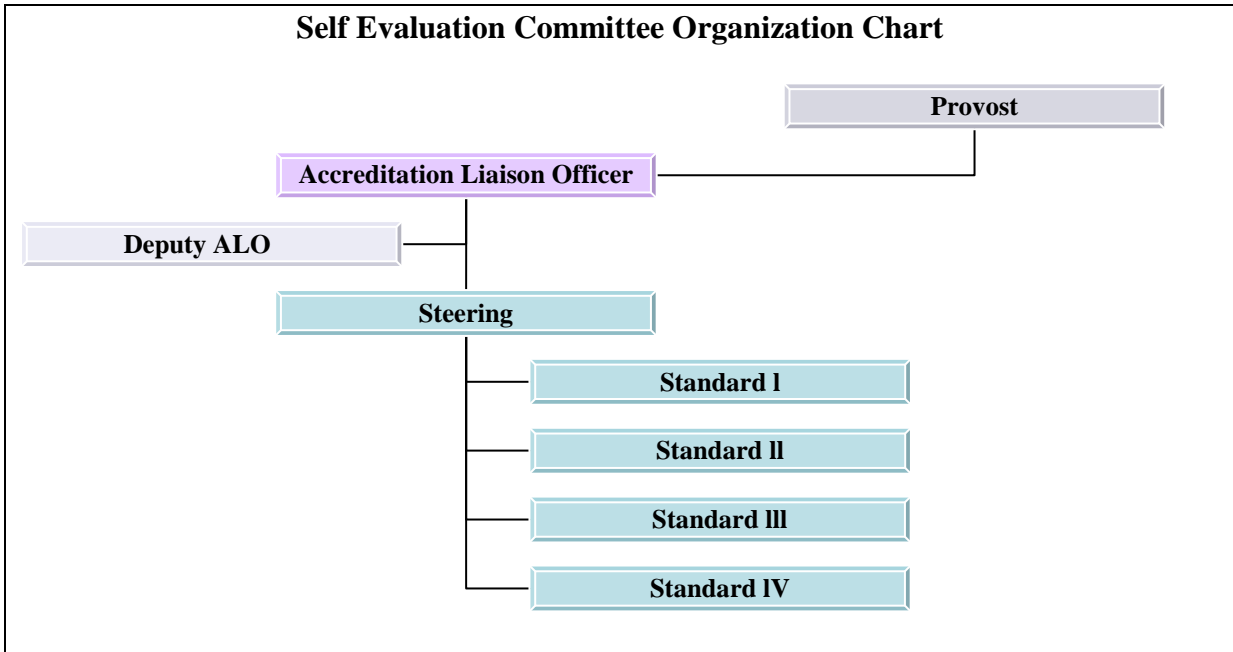 Self Evaluation Committee Organization Chart
Provost
Accreditation Liaison Officer
Deputy ALO
Steering
Standard l
Standard ll
Standard lll
Standard lV